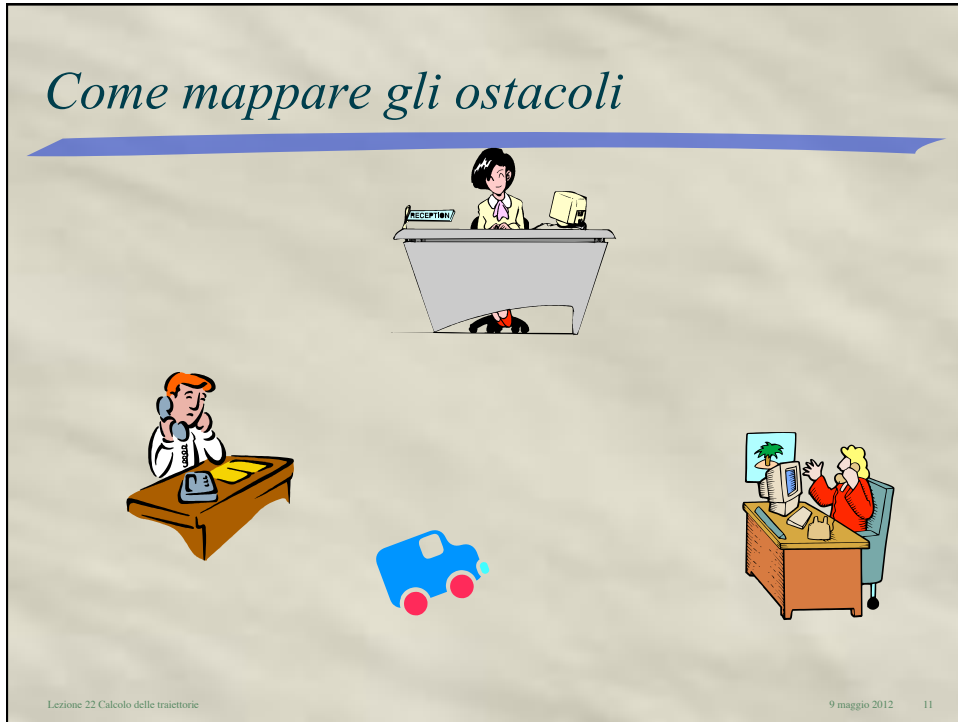 Come mappare gli ostacoli
RECEPTION
Lezione 22 Calcolo delle traiettorie
9 maggio 2012 11